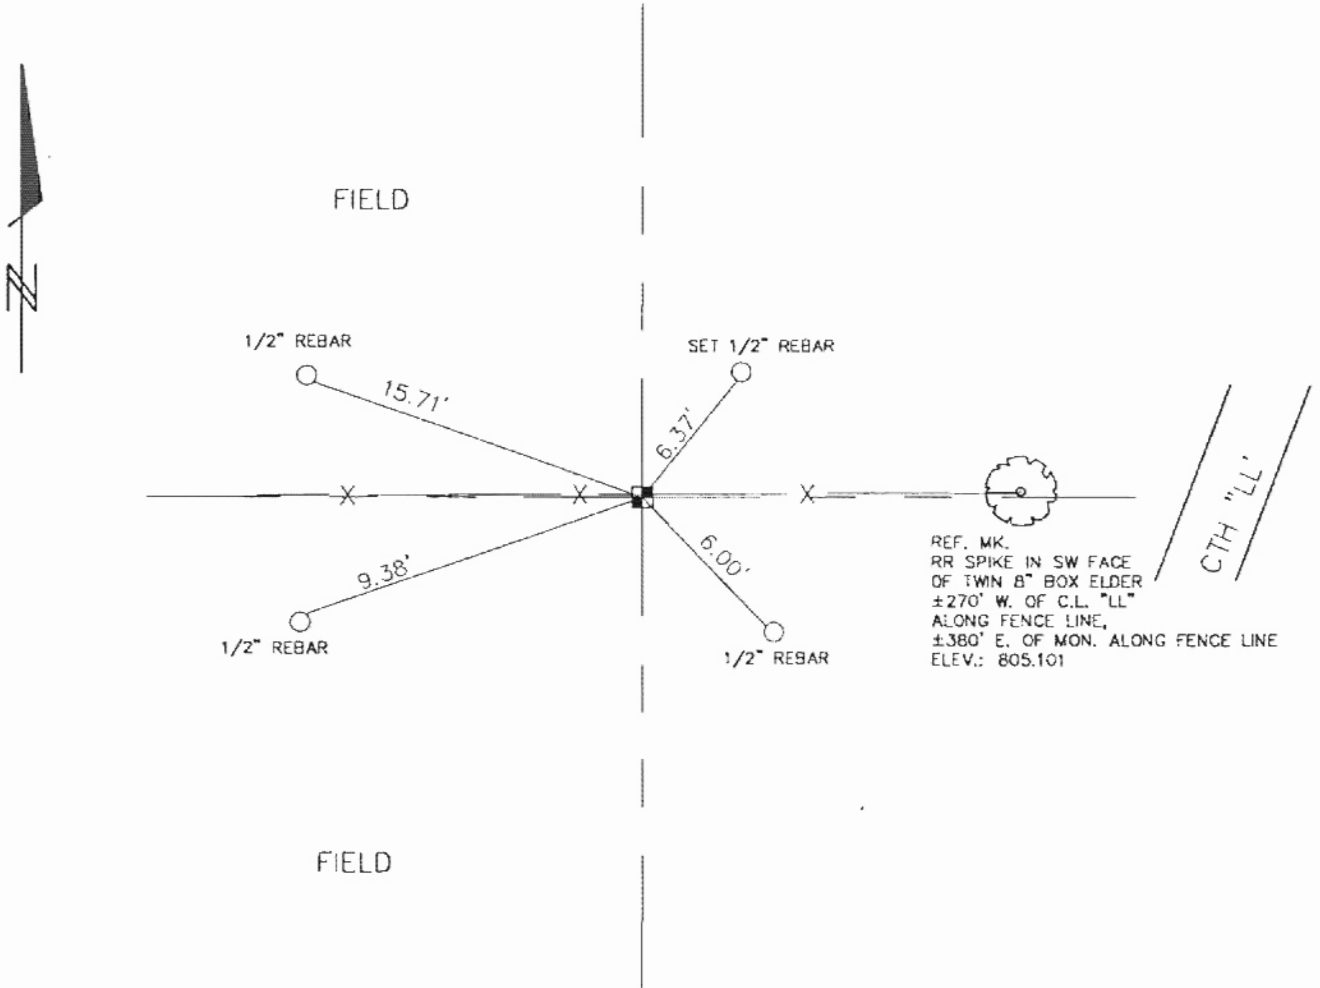 N
FIELD
1/2" REBAR
SET 1/2" REBAR
15.71'
6.37'
X X X
9.38'
6.00'
1/2" REBAR
1/2" REBAR
CTH "LL'
REF. MK.
RR SPIKE IN SW FACE
OF TWIN 8" BOX ELDER
±270' W. OF C.L. "LL"
ALONG FENCE LINE,
±380' E. OF MON. ALONG FENCE LINE
ELEV.: 805.101
FIELD